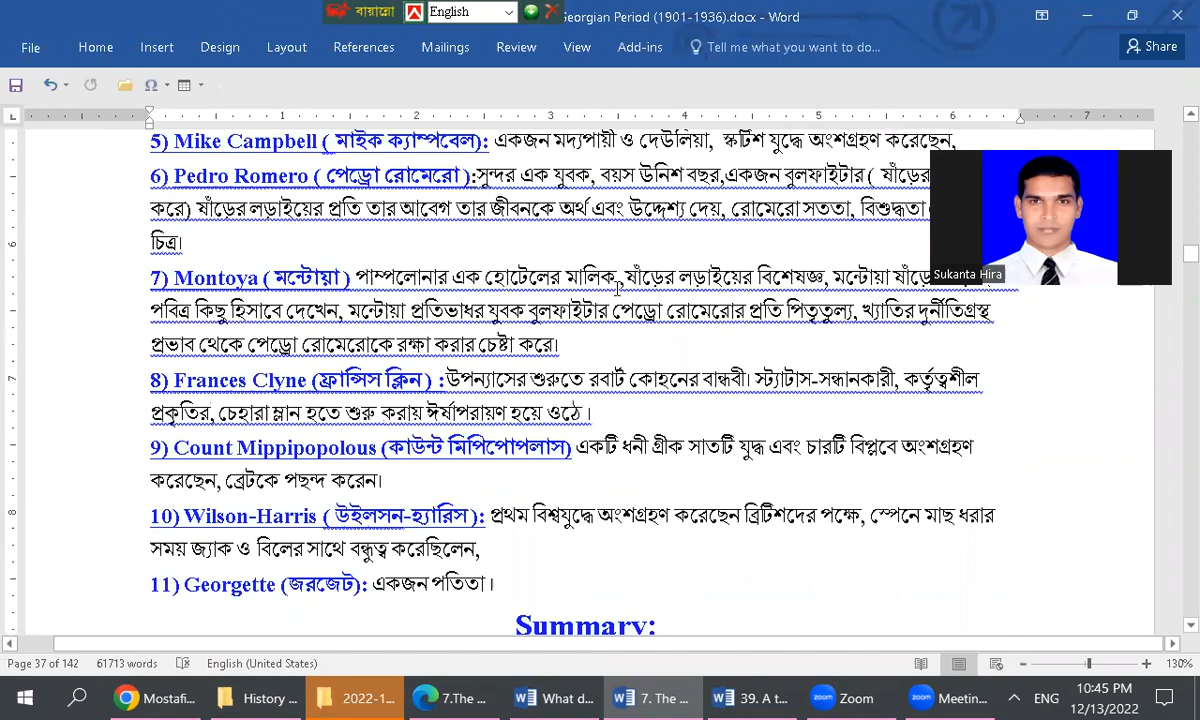 বায়ান্নো
English
Georgian Period (1901-1936).docx - Word
File Home Insert Design Layout References Mailings Review View Add-ins Tell me what you want to do... Share
1 2 3 4 5 6 7
5) Mike Campbell ( মাইক ক্যাম্পবেল): একজন মদ্যপায়ী ও দেউলিয়া, স্কটিশ যুদ্ধে অংশগ্রহণ করেছেন,
6) Pedro Romero ( পেড্রো রোমেরো ):সুন্দর এক যুবক, বয়স উনিশ বছর,একজন বুলফাইটার ( ষাঁড়ের
করে) ষাঁড়ের লড়াইয়ের প্রতি তার আবেগ তার জীবনকে অর্থ এবং উদ্দেশ্য দেয়, রোমেরো সততা, বিশুদ্ধতা
চিত্র।
Sukanta Hira
7) Montoya ( মন্টোয়া ) পাম্পলোনার এক হোটেলের মালিক,ষাঁড়ের লড়াইয়ের বিশেষজ্ঞ, মন্টোয়া
পবিত্র কিছু হিসাবে দেখেন, মন্টোয়া প্রতিভাধর যুবক বুলফাইটার পেড্রো রোমেরোর প্রতি পিতৃতুল্য, খ্যাতির দুর্নীতিগ্রস্থ
প্রভাব থেকে পেড্রো রোমেরোকে রক্ষা করার চেষ্টা করে।
8) Frances Clyne (ফ্রান্সিস ক্লিন) :উপন্যাসের শুরুতে রবার্ট কোহনের বান্ধবী। স্ট্যাটাস-সন্ধানকারী, কর্তৃত্বশীল
প্রকৃতির, চেহারা ম্লান হতে শুরু করায় ঈর্ষাপরায়ণ হয়ে ওঠে।
9) Count Mippipopolous (কাউন্ট মিপিপোপলাস) একটি ধনী গ্রীক সাতটি যুদ্ধ এবং চারটি বিপ্লবে অংশগ্রহণ
করেছেন, ব্রেটকে পছন্দ করেন।
10) Wilson-Harris ( উইলসন-হ্যারিস): প্রথম বিশ্বযুদ্ধে অংশগ্রহণ করেছেন ব্রিটিশদের পক্ষে, স্পেনে মাছ ধরার
সময় জ্যাক ও বিলের সাথে বন্ধুত্ব করেছিলেন,
11) Georgette (জরজেট): একজন পতিতা।
Summary:
Page 37 of 142 61713 words English (United States) 130%
Mostafi... History ... 2022-1... 7.The ... What d... 7. The ... 39. A t... Zoom Meetin... ENG 10:45 PM
12/13/2022